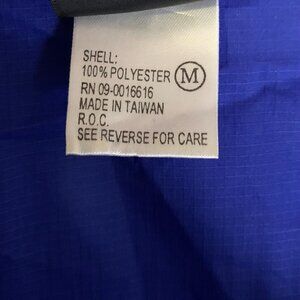 SHELL:
100% POLYESTER Ⓜ
RN 09-0016616
MADE IN TAIWAN
R.O.C.
SEE REVERSE FOR CARE